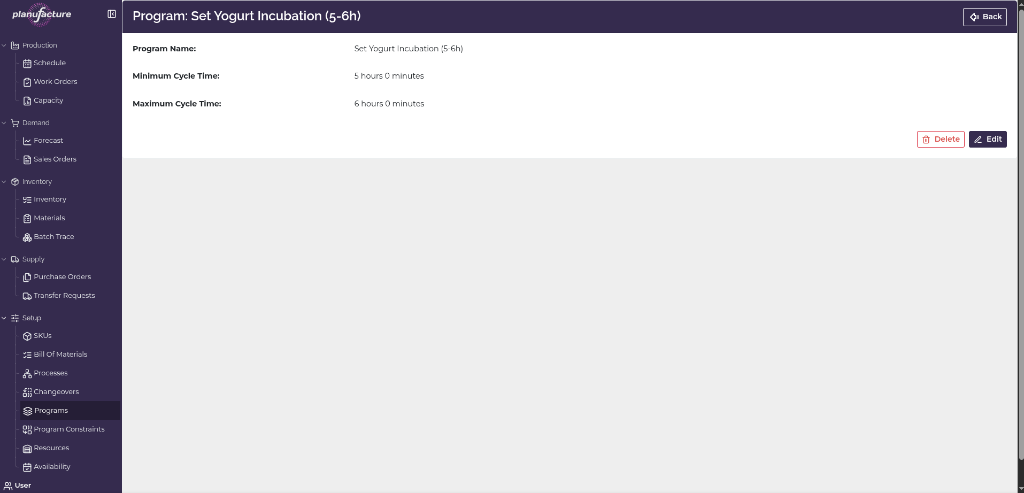 planufacture
Production
Schedule
Work Orders
Capacity
Demand
Forecast
Sales Orders
Inventory
Inventory
Materials
Batch Trace
Supply
Purchase Orders
Transfer Requests
Setup
SKUs
Bill Of Materials
Processes
Changeovers
Programs
Program Constraints
Resources
Availability
User
Program: Set Yogurt Incubation (5-6h)
Back
Program Name: Set Yogurt Incubation (5-6h)
Minimum Cycle Time: 5 hours 0 minutes
Maximum Cycle Time: 6 hours 0 minutes
Delete Edit